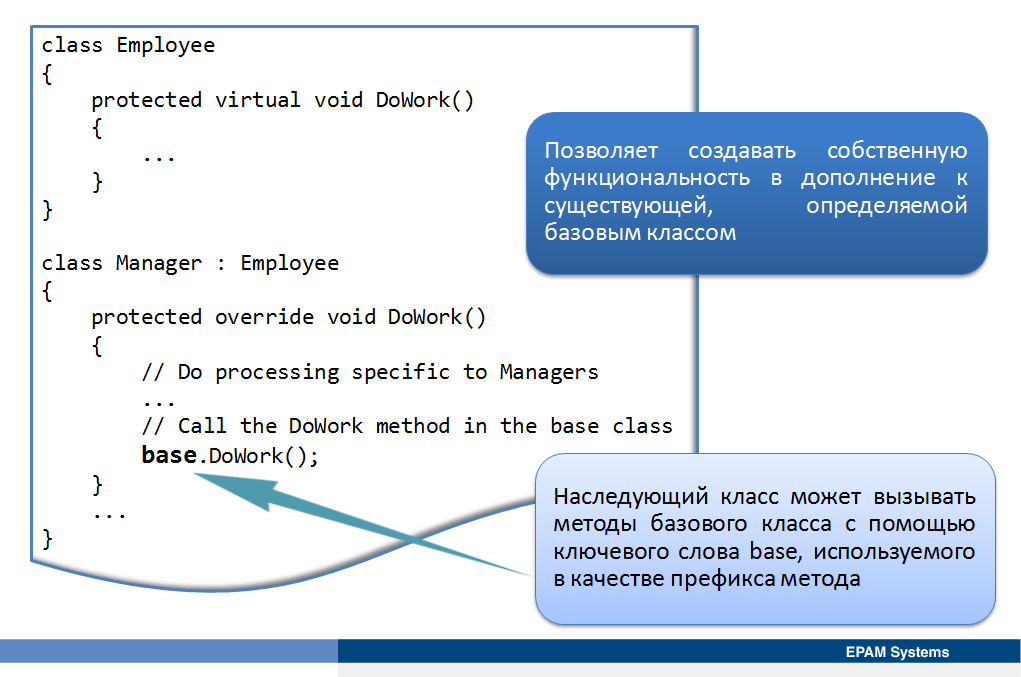 class Employee
{
    protected virtual void DoWork()
    {
        ...
    }
}
class Manager : Employee
{
    protected override void DoWork()
    {
        // Do processing specific to Managers
        ...
        // Call the DoWork method in the base class
        base.DoWork();
    }
    ...
}
Позволяет создавать собственную
функциональность в дополнение к
существующей, определяемой
базовым классом
Наследующий класс может вызывать
методы базового класса с помощью
ключевого слова base, используемого
в качестве префикса метода
EPAM Systems